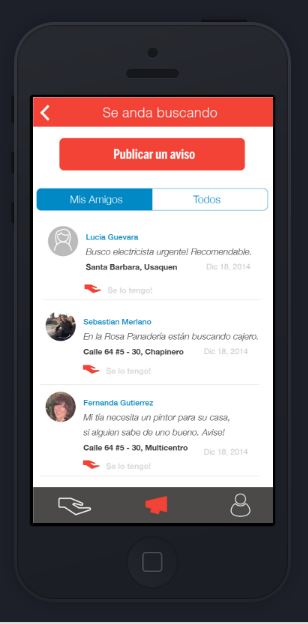 Se anda buscando
Publicar un aviso
Mis Amigos
Todos
Lucia Guevara
Busco electricista urgente! Recomendable.
Santa Barbara, Usaquen
Dic 18, 2014
Se lo tengo!
Sebastian Merlano
En la Rosa Panadería están buscando cajero.
Calle 64 #5 - 30, Chapinero
Dic 18, 2014
Se lo tengo!
Fernanda Gutierrez
Mi tía necesita un pintor para su casa,
si alguien sabe de uno bueno. Avise!
Calle 64 #5 - 30, Multicentro
Dic 18, 2014
Se lo tengo!